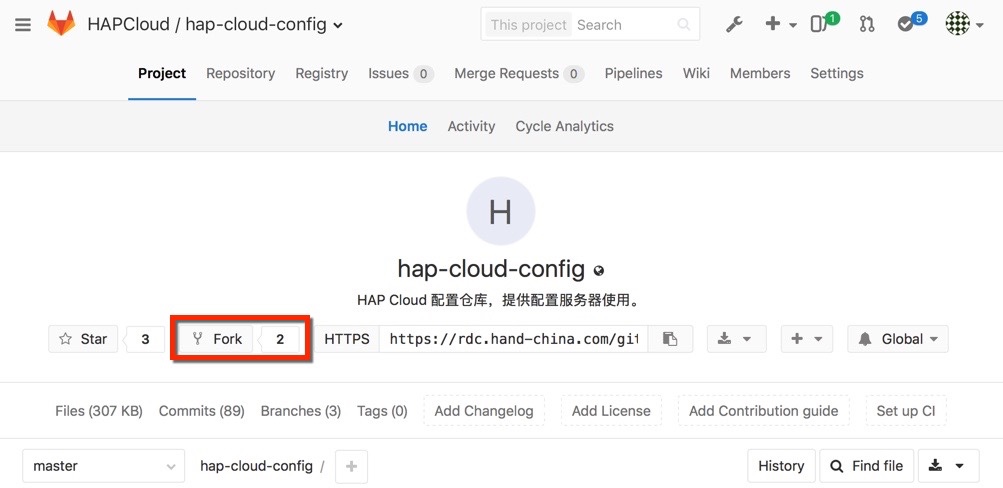 HAPCloud / hap-cloud-config This project Search 1 5
Project Repository Registry Issues 0 Merge Requests 0 Pipelines Wiki Members Settings
Home Activity Cycle Analytics
H
hap-cloud-config
HAP Cloud 配置仓库，提供配置服务器使用。
Star 3 Fork 2 HTTPS https://rdc.hand-china.com/git Global
Files (307 KB) Commits (89) Branches (3) Tags (0) Add Changelog Add License Add Contribution guide Set up CI
master hap-cloud-config / + History Find file